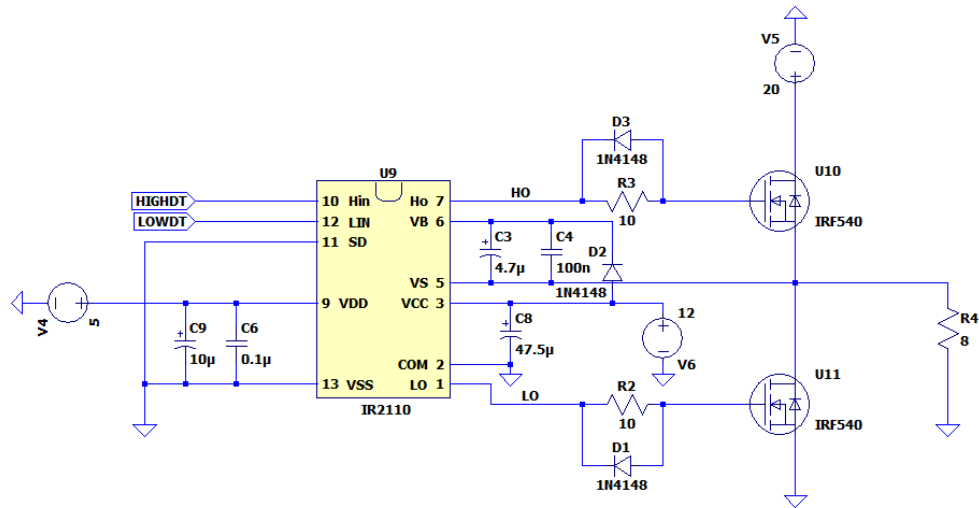 V5
20
D3
1N4148
U9
U10
HIGHDT
10 Hin
Ho 7
HO
R3
10
IRF540
LOWDT
12 LIN
VB 6
11 SD
C3
4.7µ
C4
100n
D2
1N4148
VS 5
V4
5
9 VDD
VCC 3
12
V6
R4
8
C9
10µ
C6
0.1µ
C8
47.5µ
COM 2
13 VSS
LO 1
IR2110
LO
R2
10
U11
IRF540
D1
1N4148